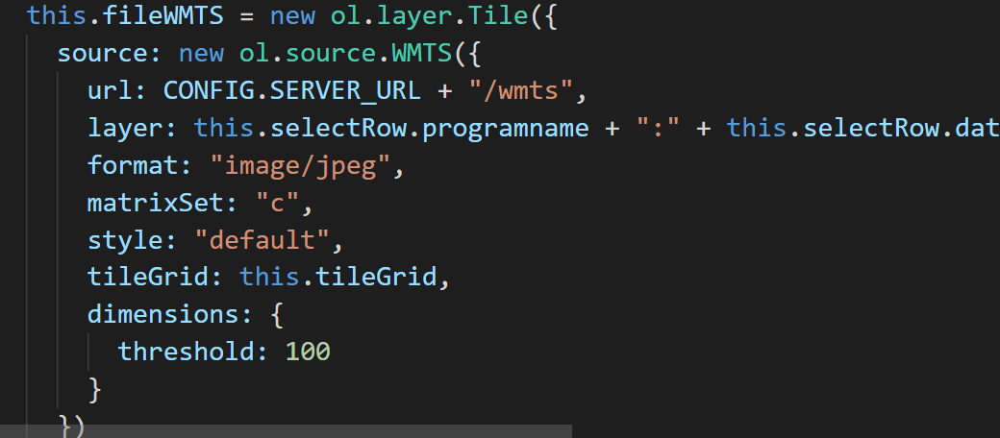 this.fileWMTS = new ol.layer.Tile({
source: new ol.source.WMTS({
url: CONFIG.SERVER_URL + "/wmts",
layer: this.selectRow.programname + ":" + this.selectRow.dat
format: "image/jpeg",
matrixSet: "c",
style: "default",
tileGrid: this.tileGrid,
dimensions: {
threshold: 100
}
})